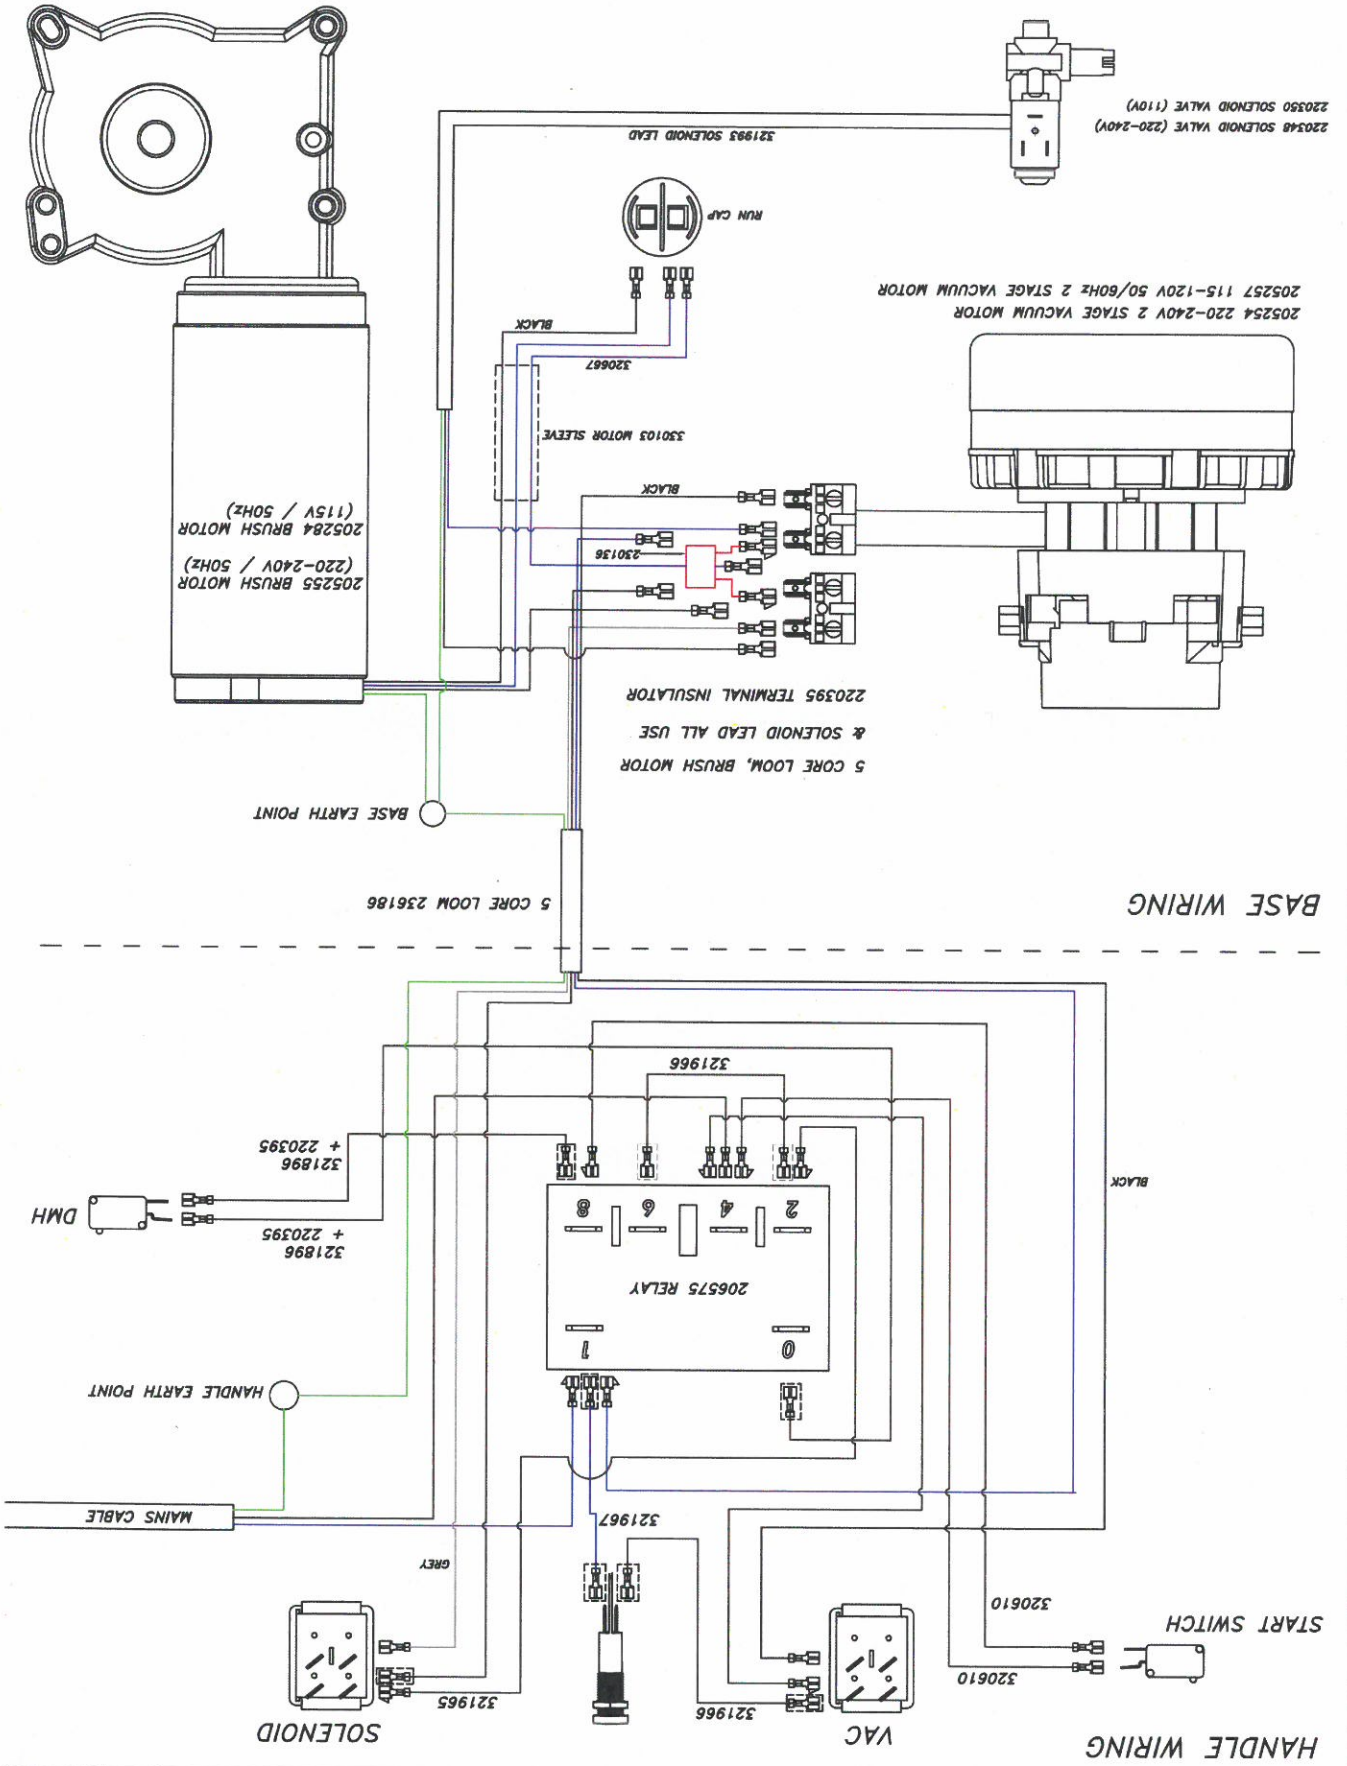 HANDLE WIRING
VAC
SOLENOID
321966
321965
START SWITCH
320610
320610
GREY
321967
MAINS CABLE
HANDLE EARTH POINT
0
1
206575 RELAY
2
4
6
8
321896
+ 220395
DMH
BLACK
321896
+ 220395
321966
BASE WIRING
5 CORE LOOM 236186
BASE EARTH POINT
5 CORE LOOM, BRUSH MOTOR
& SOLENOID LEAD ALL USE
220395 TERMINAL INSULATOR
205255 BRUSH MOTOR
(220-240V / 50Hz)
205284 BRUSH MOTOR
(115V / 50Hz)
230136
BLACK
330103 MOTOR SLEEVE
320667
BLACK
205254 220-240V 2 STAGE VACUUM MOTOR
205257 115-120V 50/60Hz 2 STAGE VACUUM MOTOR
RUN CAP
321993 SOLENOID LEAD
220348 SOLENOID VALVE (220-240V)
220350 SOLENOID VALVE (110V)